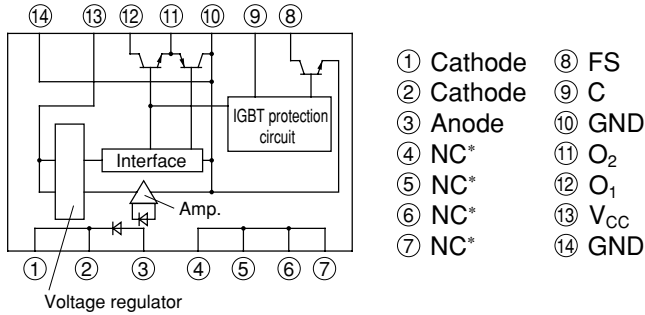 ⑭ ⑬ ⑫ ⑪ ⑩ ⑨ ⑧
IGBT protection
circuit
Interface
Amp.
① ② ③ ④ ⑤ ⑥ ⑦
Voltage regulator
① Cathode
② Cathode
③ Anode
④ NC*
⑤ NC*
⑥ NC*
⑦ NC*
⑧ FS
⑨ C
⑩ GND
⑪ O₂
⑫ O₁
⑬ VCC
⑭ GND